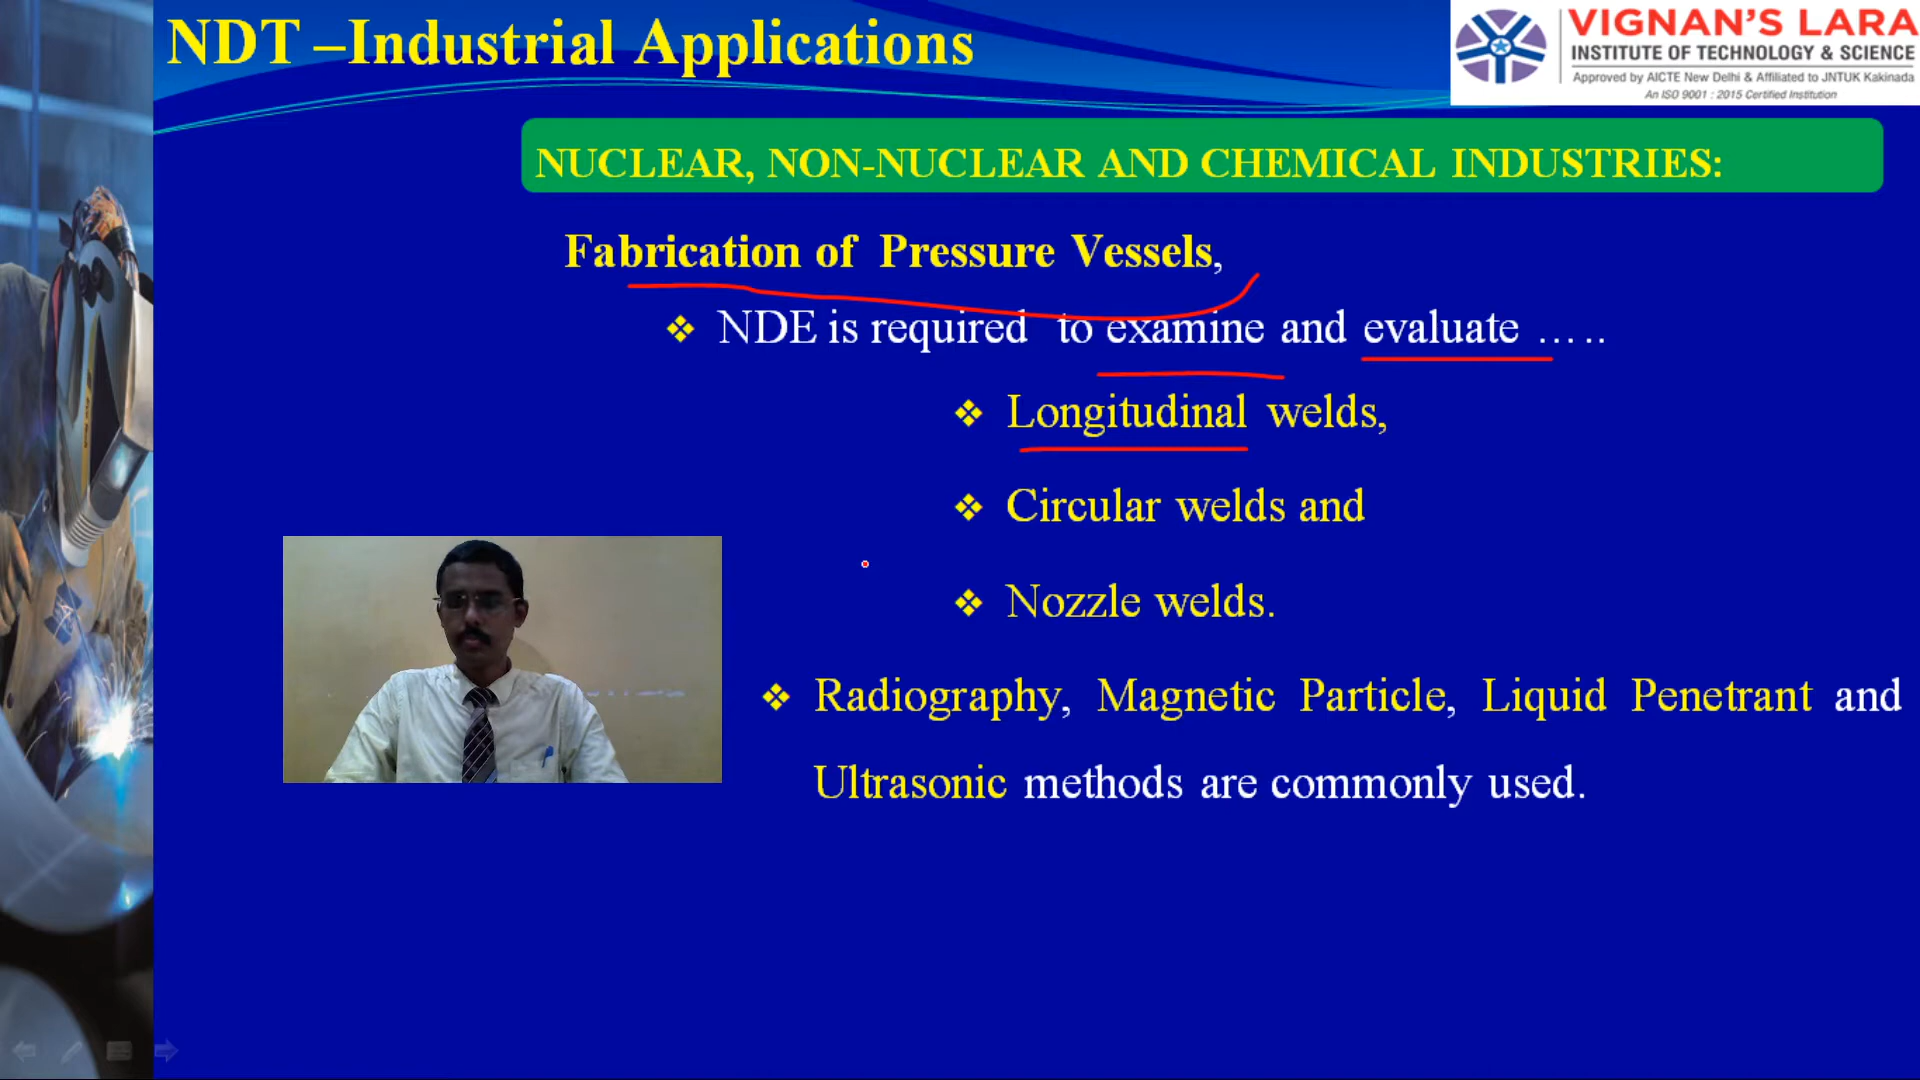 NDT –Industrial Applications
VIGNAN'S LARA
INSTITUTE OF TECHNOLOGY & SCIENCE
Approved by AICTE New Delhi & Affiliated to JNTUK Kakinada
An ISO 9001 : 2015 Certified Institution
NUCLEAR, NON-NUCLEAR AND CHEMICAL INDUSTRIES:
Fabrication of Pressure Vessels,
❖ NDE is required to examine and evaluate …..
❖ Longitudinal welds,
❖ Circular welds and
❖ Nozzle welds.
❖ Radiography, Magnetic Particle, Liquid Penetrant and
Ultrasonic methods are commonly used.